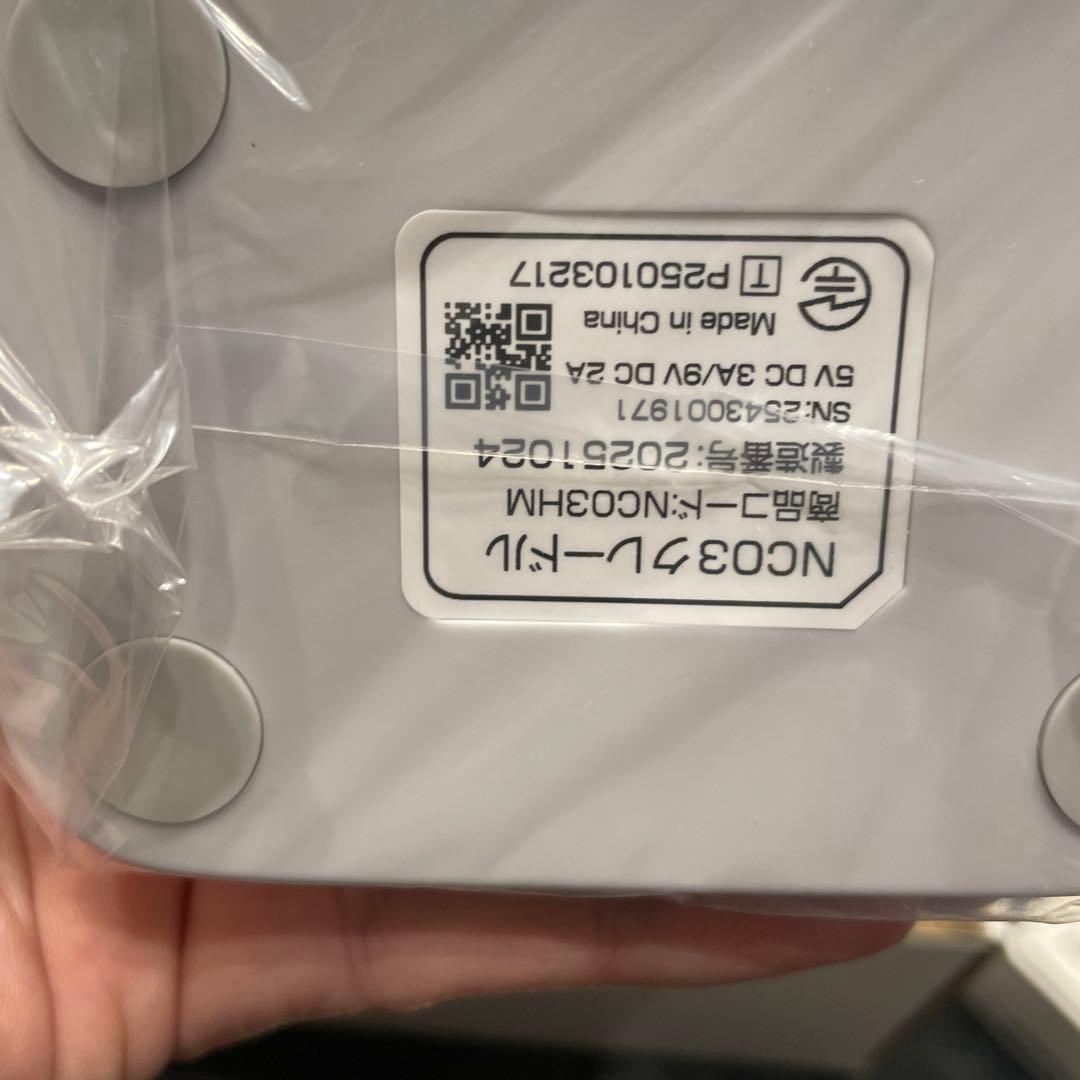 NC03クレードル
商品コード:NC03HM
製造番号:20251024
SN:2543001971
5V DC 3A/9V DC 2A
Made in China
T P250103217